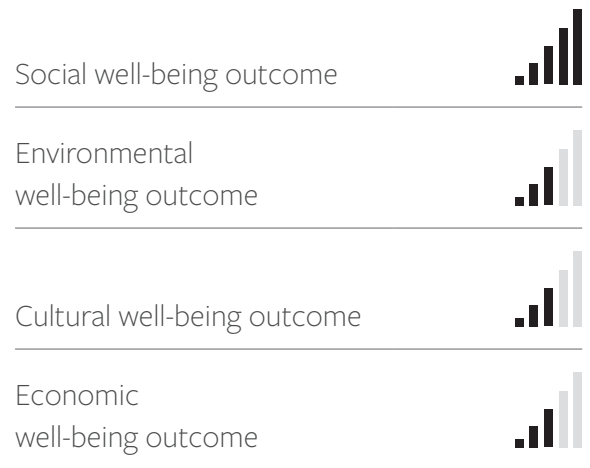 Social well-being outcome
Environmental
well-being outcome
Cultural well-being outcome
Economic
well-being outcome